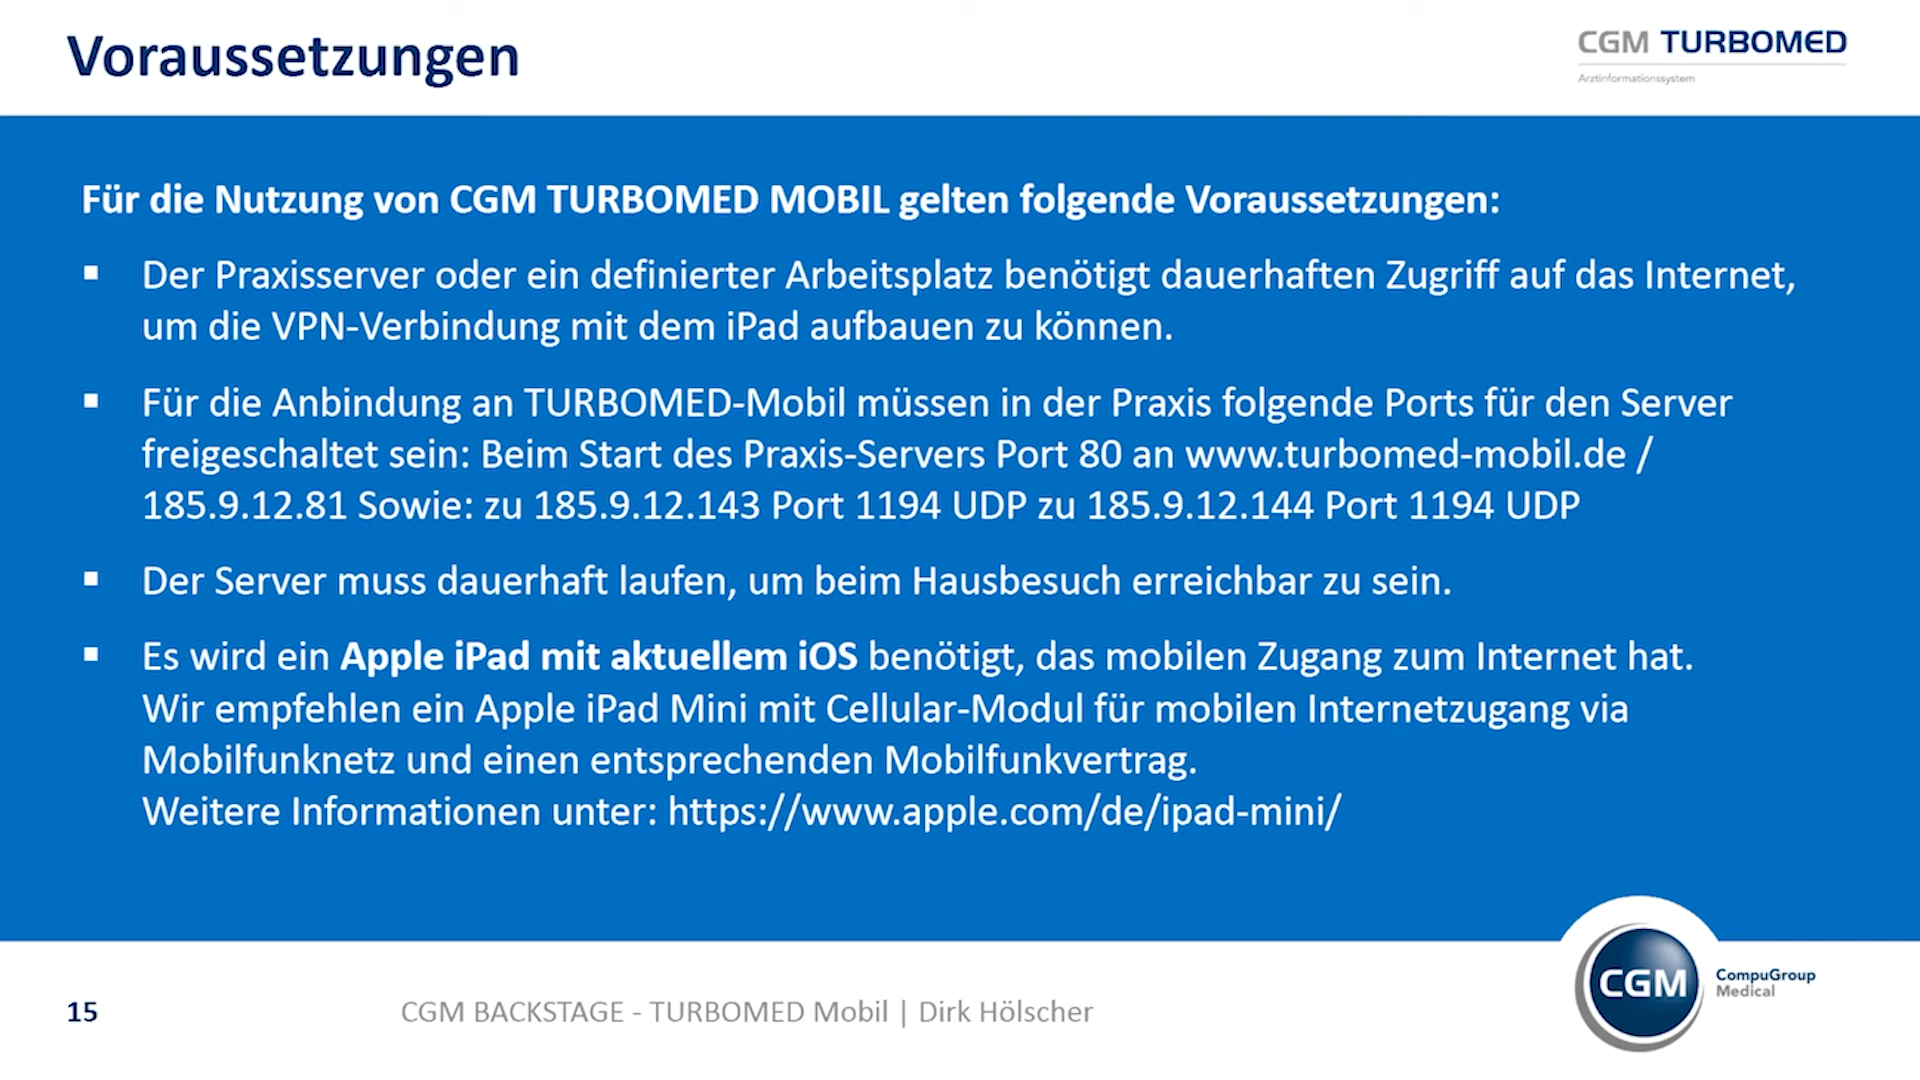 Voraussetzungen
CGM TURBOMED
Arztinformationssystem
Für die Nutzung von CGM TURBOMED MOBIL gelten folgende Voraussetzungen:
▪ Der Praxisserver oder ein definierter Arbeitsplatz benötigt dauerhaften Zugriff auf das Internet,
um die VPN-Verbindung mit dem iPad aufbauen zu können.
▪ Für die Anbindung an TURBOMED-Mobil müssen in der Praxis folgende Ports für den Server
freigeschaltet sein: Beim Start des Praxis-Servers Port 80 an www.turbomed-mobil.de /
185.9.12.81 Sowie: zu 185.9.12.143 Port 1194 UDP zu 185.9.12.144 Port 1194 UDP
▪ Der Server muss dauerhaft laufen, um beim Hausbesuch erreichbar zu sein.
▪ Es wird ein Apple iPad mit aktuellem iOS benötigt, das mobilen Zugang zum Internet hat.
Wir empfehlen ein Apple iPad Mini mit Cellular-Modul für mobilen Internetzugang via
Mobilfunknetz und einen entsprechenden Mobilfunkvertrag.
Weitere Informationen unter: https://www.apple.com/de/ipad-mini/
15
CGM BACKSTAGE - TURBOMED Mobil | Dirk Hölscher
CGM
CompuGroup
Medical